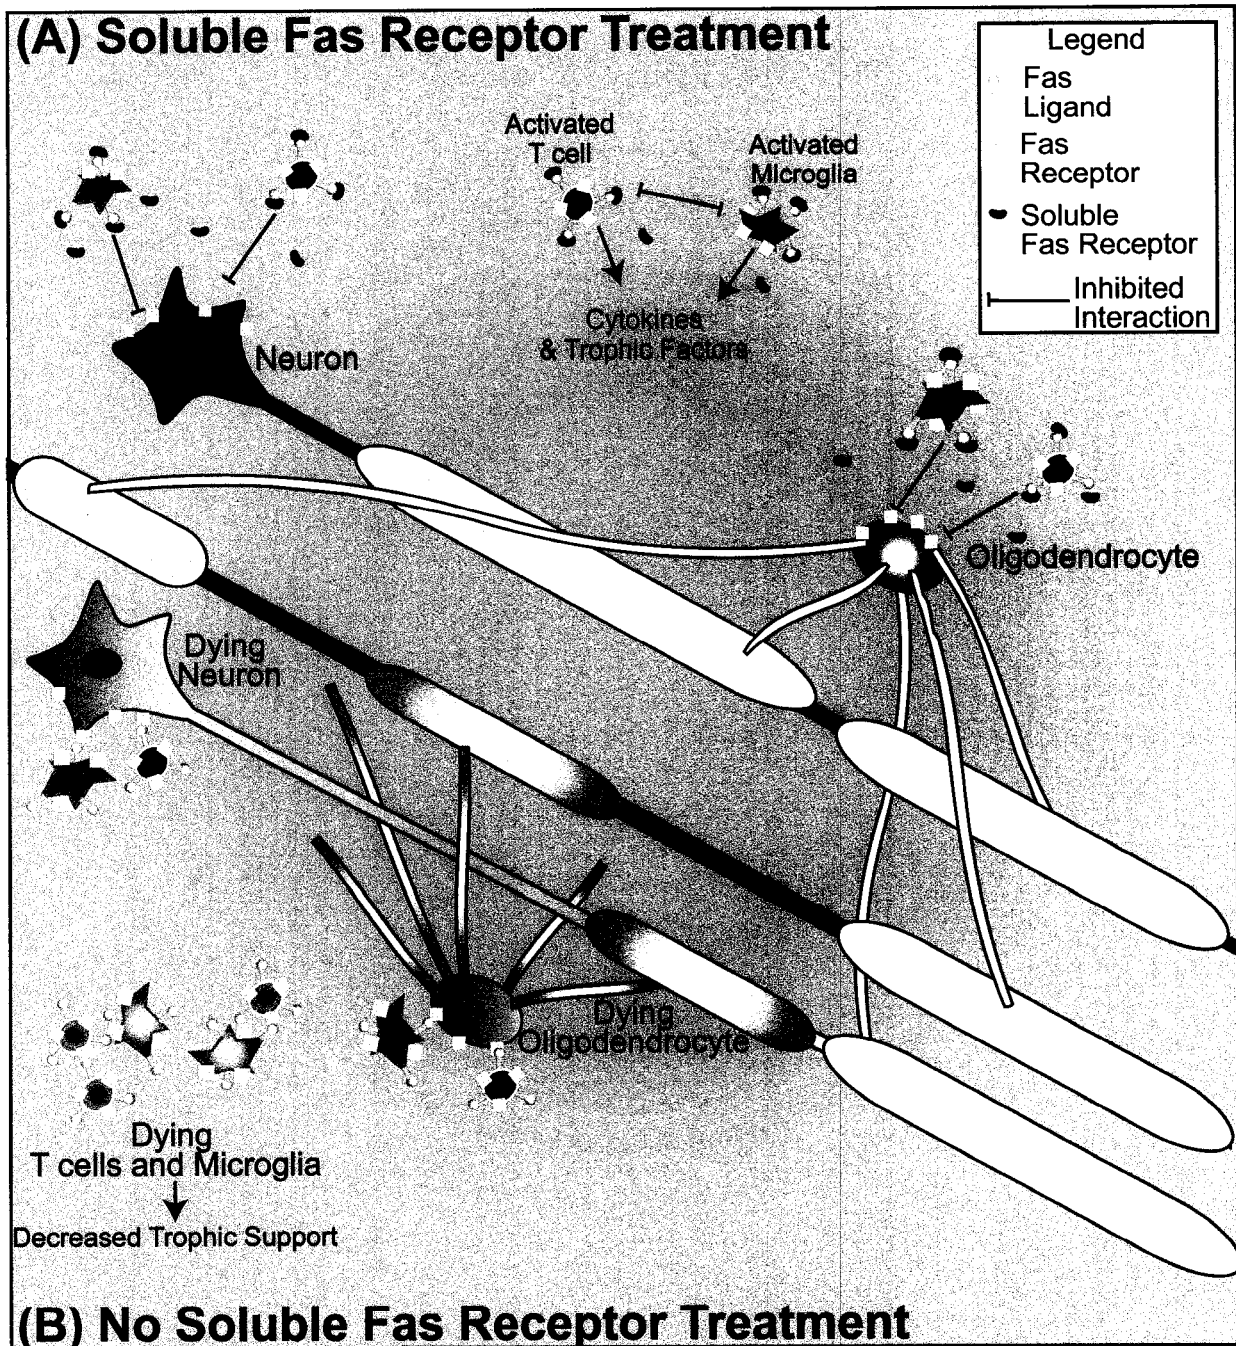 (A) Soluble Fas Receptor Treatment
Legend
Fas
Ligand
Fas
Receptor
Soluble
Fas Receptor
Inhibited
Interaction
Activated
T cell
Activated
Microglia
Cytokines
& Trophic Factors
Neuron
Oligodendrocyte
Dying
Neuron
Dying
Oligodendrocyte
Dying
T cells and Microglia
Decreased Trophic Support
(B) No Soluble Fas Receptor Treatment